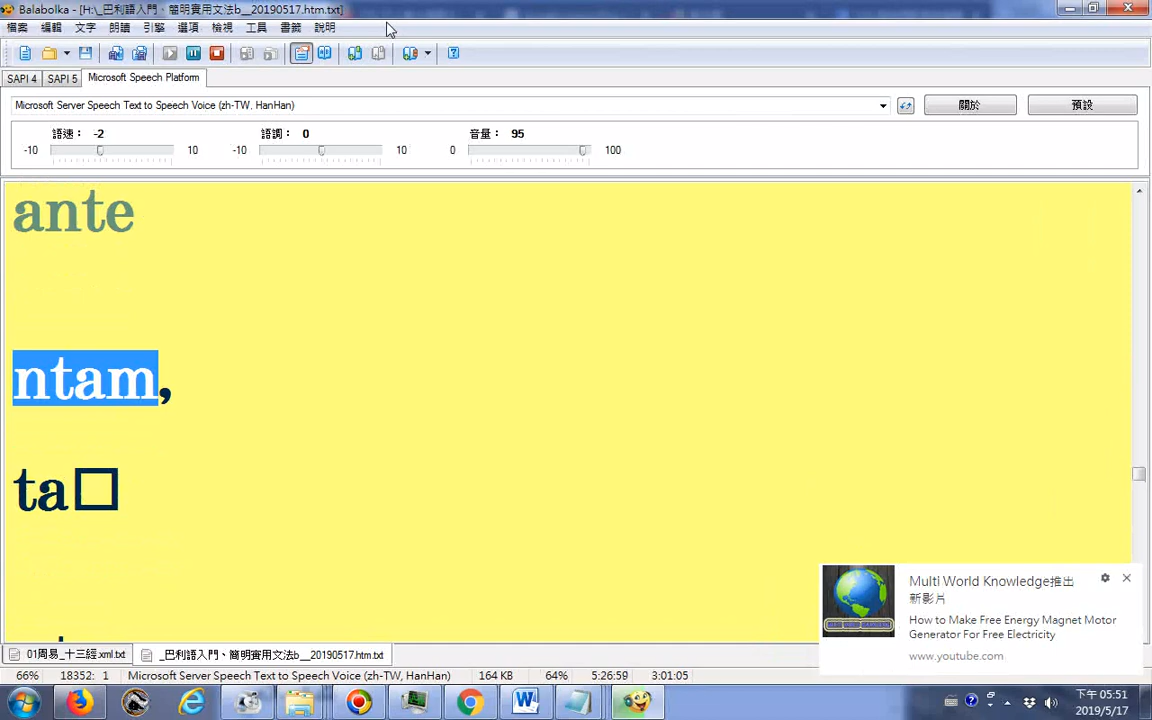 Balabolka - [H:\_巴利語入門、簡明實用文法b__20190517.htm.txt]
檔案 編輯 文字 朗讀 引擎 選項 檢視 工具 書籤 說明
SAPI 4 SAPI 5 Microsoft Speech Platform
Microsoft Server Speech Text to Speech Voice (zh-TW, HanHan) 關於 預設
語速： -2 語調： 0 音量： 95
-10 10 -10 10 0 100
ante
ntam,
ta□
Multi World Knowledge推出
新影片
How to Make Free Energy Magnet Motor
Generator For Free Electricity
www.youtube.com
01周易_十三經.xml.txt _巴利語入門、簡明實用文法b__20190517.htm.txt
66% 18352: 1 Microsoft Server Speech Text to Speech Voice (zh-TW, HanHan) 164 KB 64% 5:26:59 3:01:05
下午 05:51
2019/5/17